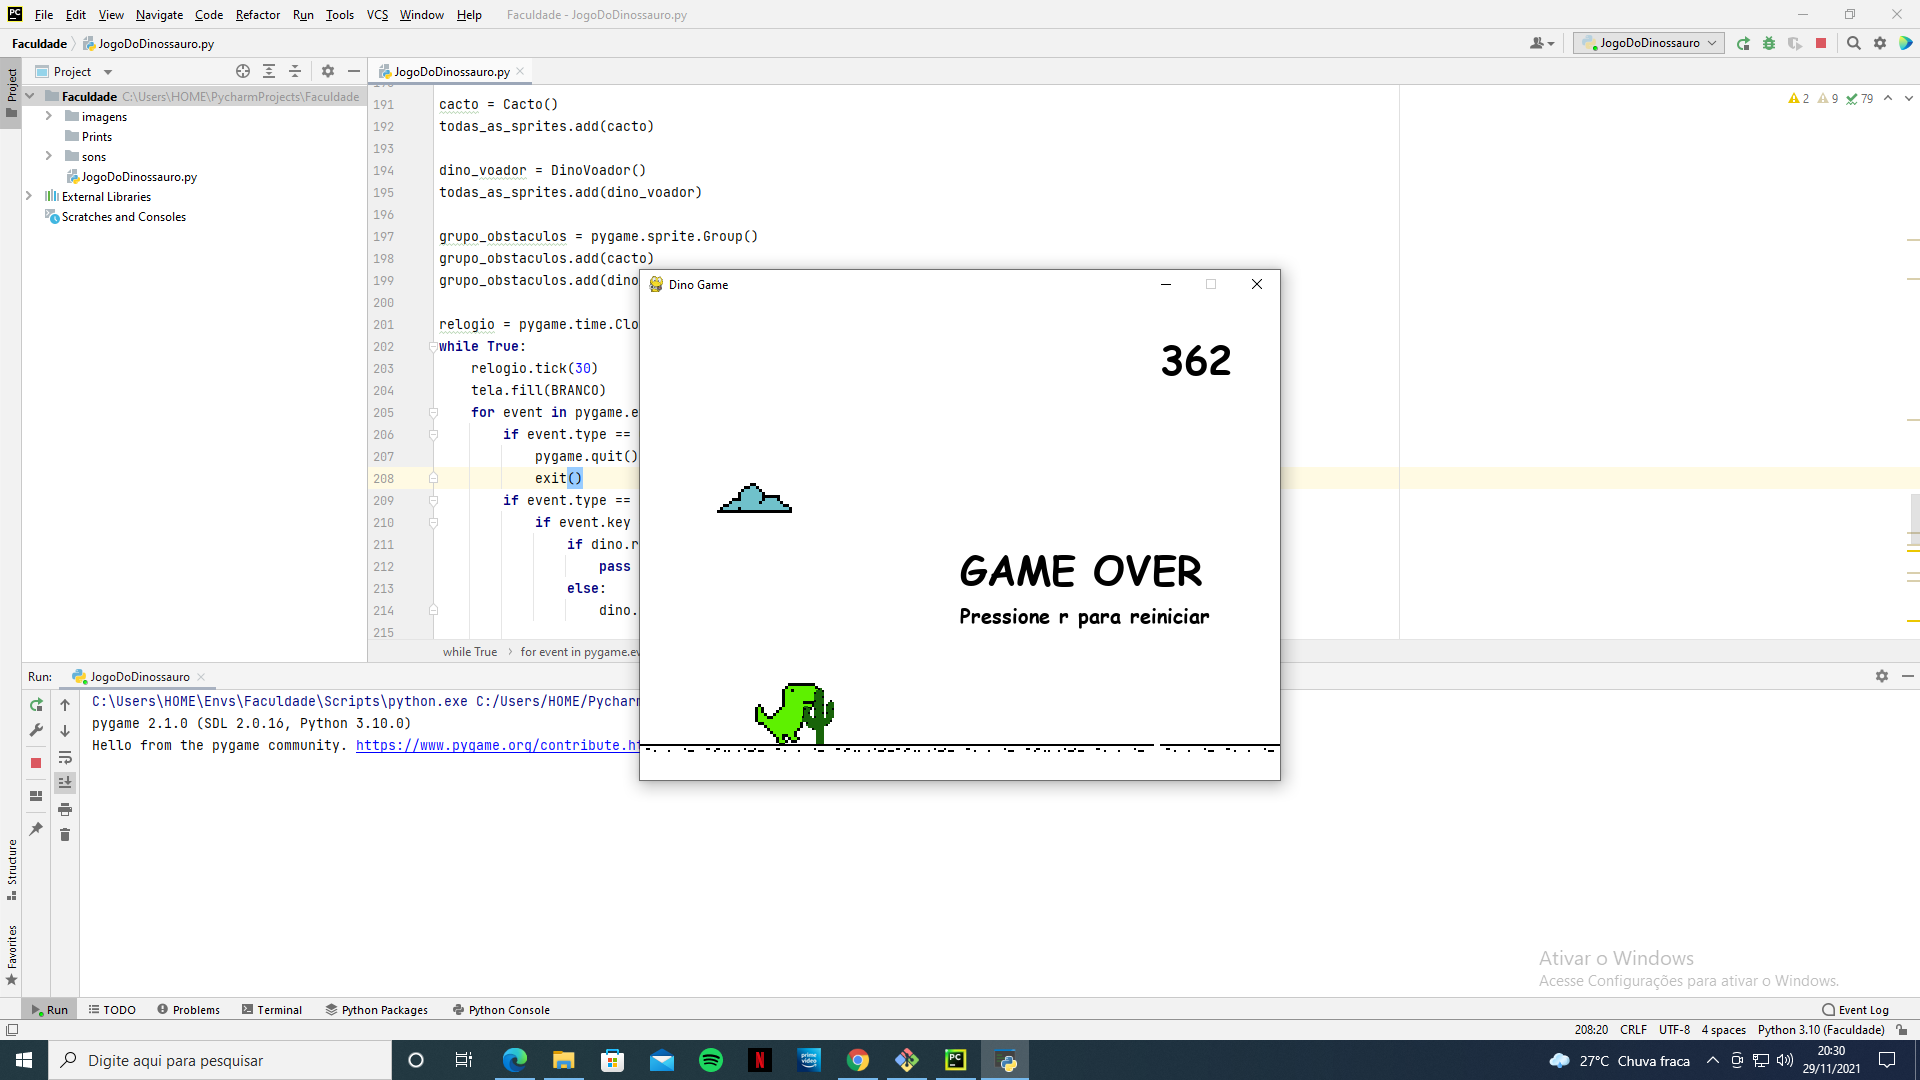 File Edit View Navigate Code Refactor Run Tools VCS Window Help Faculdade - JogoDoDinossauro.py
Faculdade JogoDoDinossauro.py
JogoDoDinossauro
Project
JogoDoDinossauro.py
Project
Faculdade C:\Users\HOME\PycharmProjects\Faculdade
imagens
Prints
sons
JogoDoDinossauro.py
External Libraries
Scratches and Consoles
2 9 79
191 cacto = Cacto()
192 todas_as_sprites.add(cacto)
193
194 dino_voador = DinoVoador()
195 todas_as_sprites.add(dino_voador)
196
197 grupo_obstaculos = pygame.sprite.Group()
198 grupo_obstaculos.add(cacto)
199 grupo_obstaculos.add(dino
200
201 relogio = pygame.time.Clo
202 while True:
203 relogio.tick(30)
204 tela.fill(BRANCO)
205 for event in pygame.e
206 if event.type ==
207 pygame.quit()
208 exit()
209 if event.type ==
210 if event.key
211 if dino.r
212 pass
213 else:
214 dino.
215
while True for event in pygame.ev
Dino Game
362
GAME OVER
Pressione r para reiniciar
Run: JogoDoDinossauro
C:\Users\HOME\Envs\Faculdade\Scripts\python.exe C:/Users/HOME/Pycharm
pygame 2.1.0 (SDL 2.0.16, Python 3.10.0)
Hello from the pygame community. https://www.pygame.org/contribute.ht
Structure
Favorites
Ativar o Windows
Acesse Configurações para ativar o Windows.
Run TODO Problems Terminal Python Packages Python Console Event Log
208:20 CRLF UTF-8 4 spaces Python 3.10 (Faculdade)
Digite aqui para pesquisar
prime video
PC
27°C Chuva fraca
20:30
29/11/2021